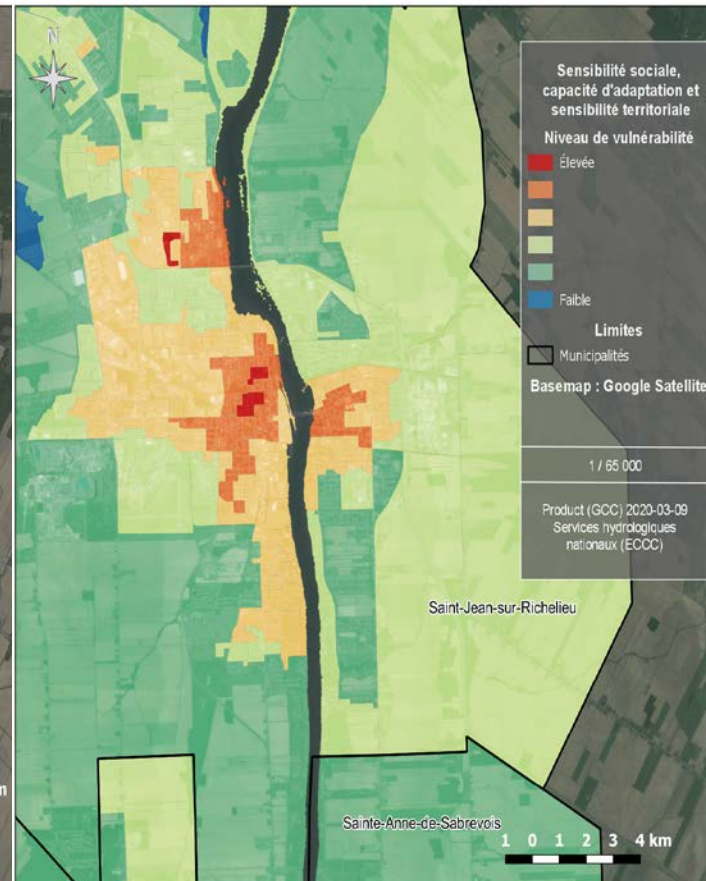 N
Sensibilité sociale,
capacité d'adaptation et
sensibilité territoriale
Niveau de vulnérabilité
Élevée
Faible
Limites
Municipalités
Basemap : Google Satellite
1 / 65 000
Product (GCC) 2020-03-09
Services hydrologiques
nationaux (ECCC)
Saint-Jean-sur-Richelieu
m
Sainte-Anne-de-Sabrevois
1 0 1 2 3 4 km